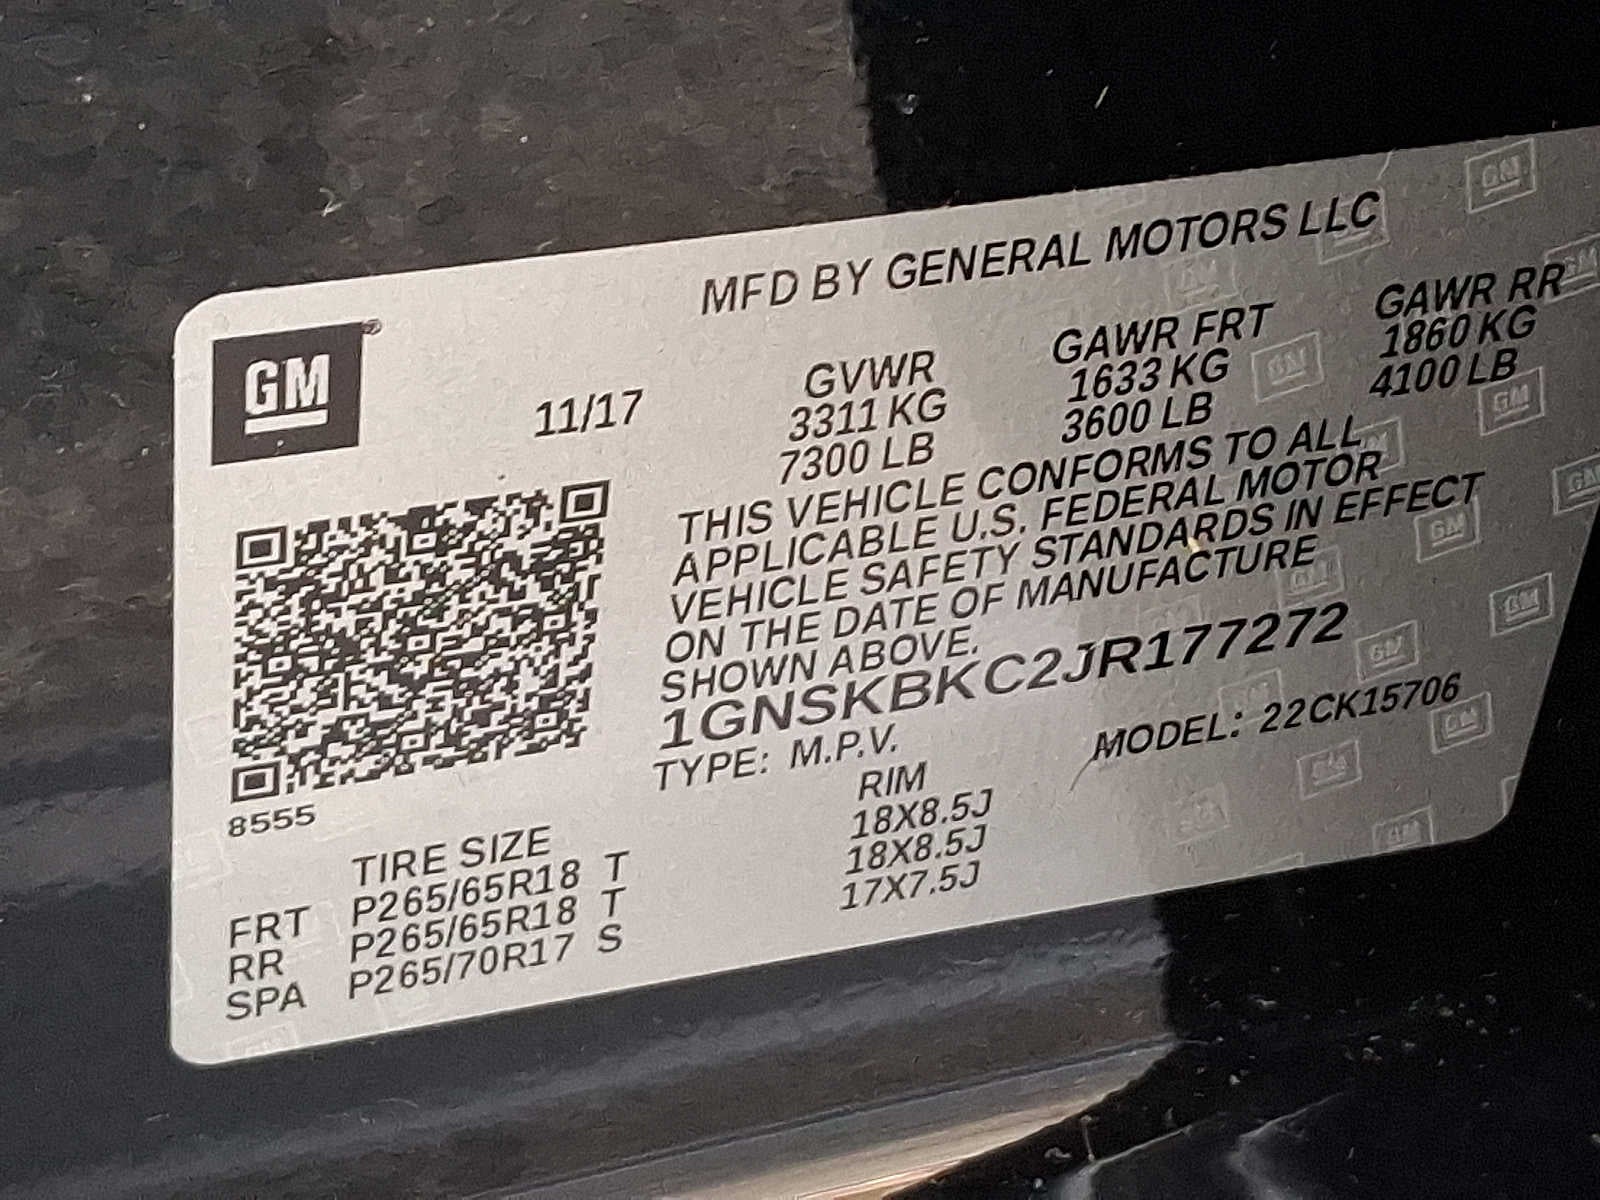 MFD BY GENERAL MOTORS LLC
GM
11/17
GVWR GAWR FRT GAWR RR
3311 KG 1633 KG 1860 KG
7300 LB 3600 LB 4100 LB
THIS VEHICLE CONFORMS TO ALL
APPLICABLE U.S. FEDERAL MOTOR
VEHICLE SAFETY STANDARDS IN EFFECT
ON THE DATE OF MANUFACTURE
SHOWN ABOVE.
1GNSKBKC2JR177272
TYPE: M.P.V. MODEL: 22CK15706
8555
TIRE SIZE RIM
FRT P265/65R18 T 18X8.5J
RR P265/65R18 T 18X8.5J
SPA P265/70R17 S 17X7.5J